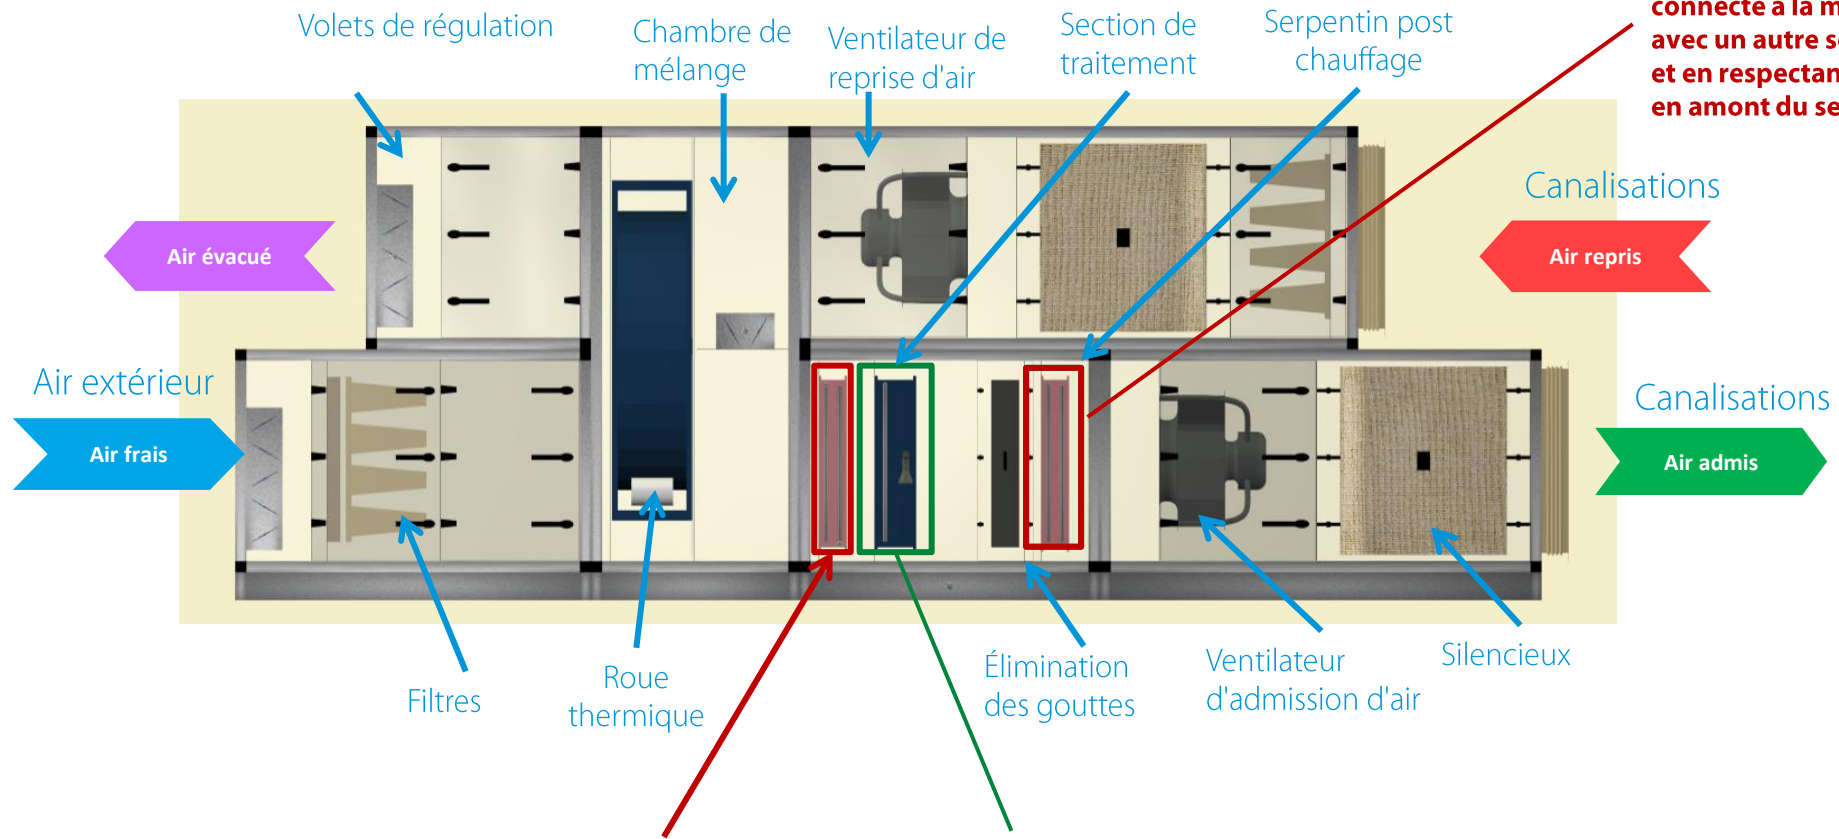 Volets de régulation
Chambre de
mélange
Ventilateur de
reprise d'air
Section de
traitement
Serpentin post
chauffage
connecté à la m
avec un autre s
et en respectan
en amont du se
Canalisations
Air évacué
Air repris
Air extérieur
Air frais
Canalisations
Air admis
Filtres
Roue
thermique
Élimination
des gouttes
Ventilateur
d'admission d'air
Silencieux